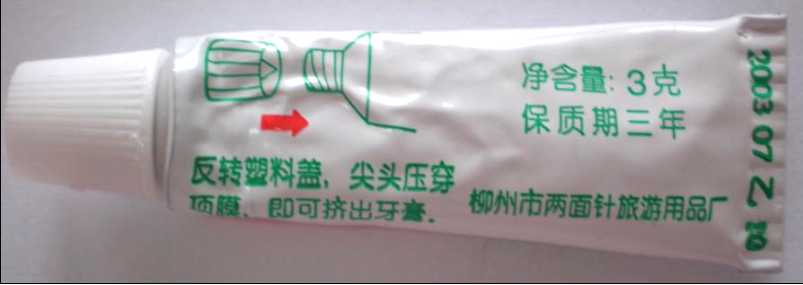 净含量: 3克
保质期三年
反转塑料盖, 尖头压穿
顶膜, 即可挤出牙膏.
柳州市两面针旅游用品厂
2003 07 乙